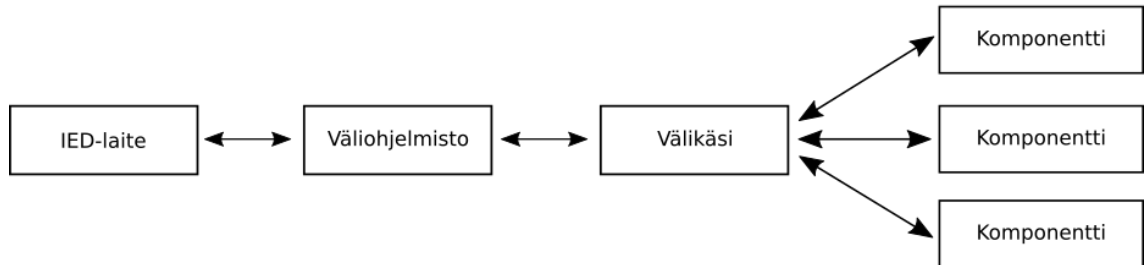 Komponentti
IED-laite
Väliohjelmisto
Välikäsi
Komponentti
Komponentti